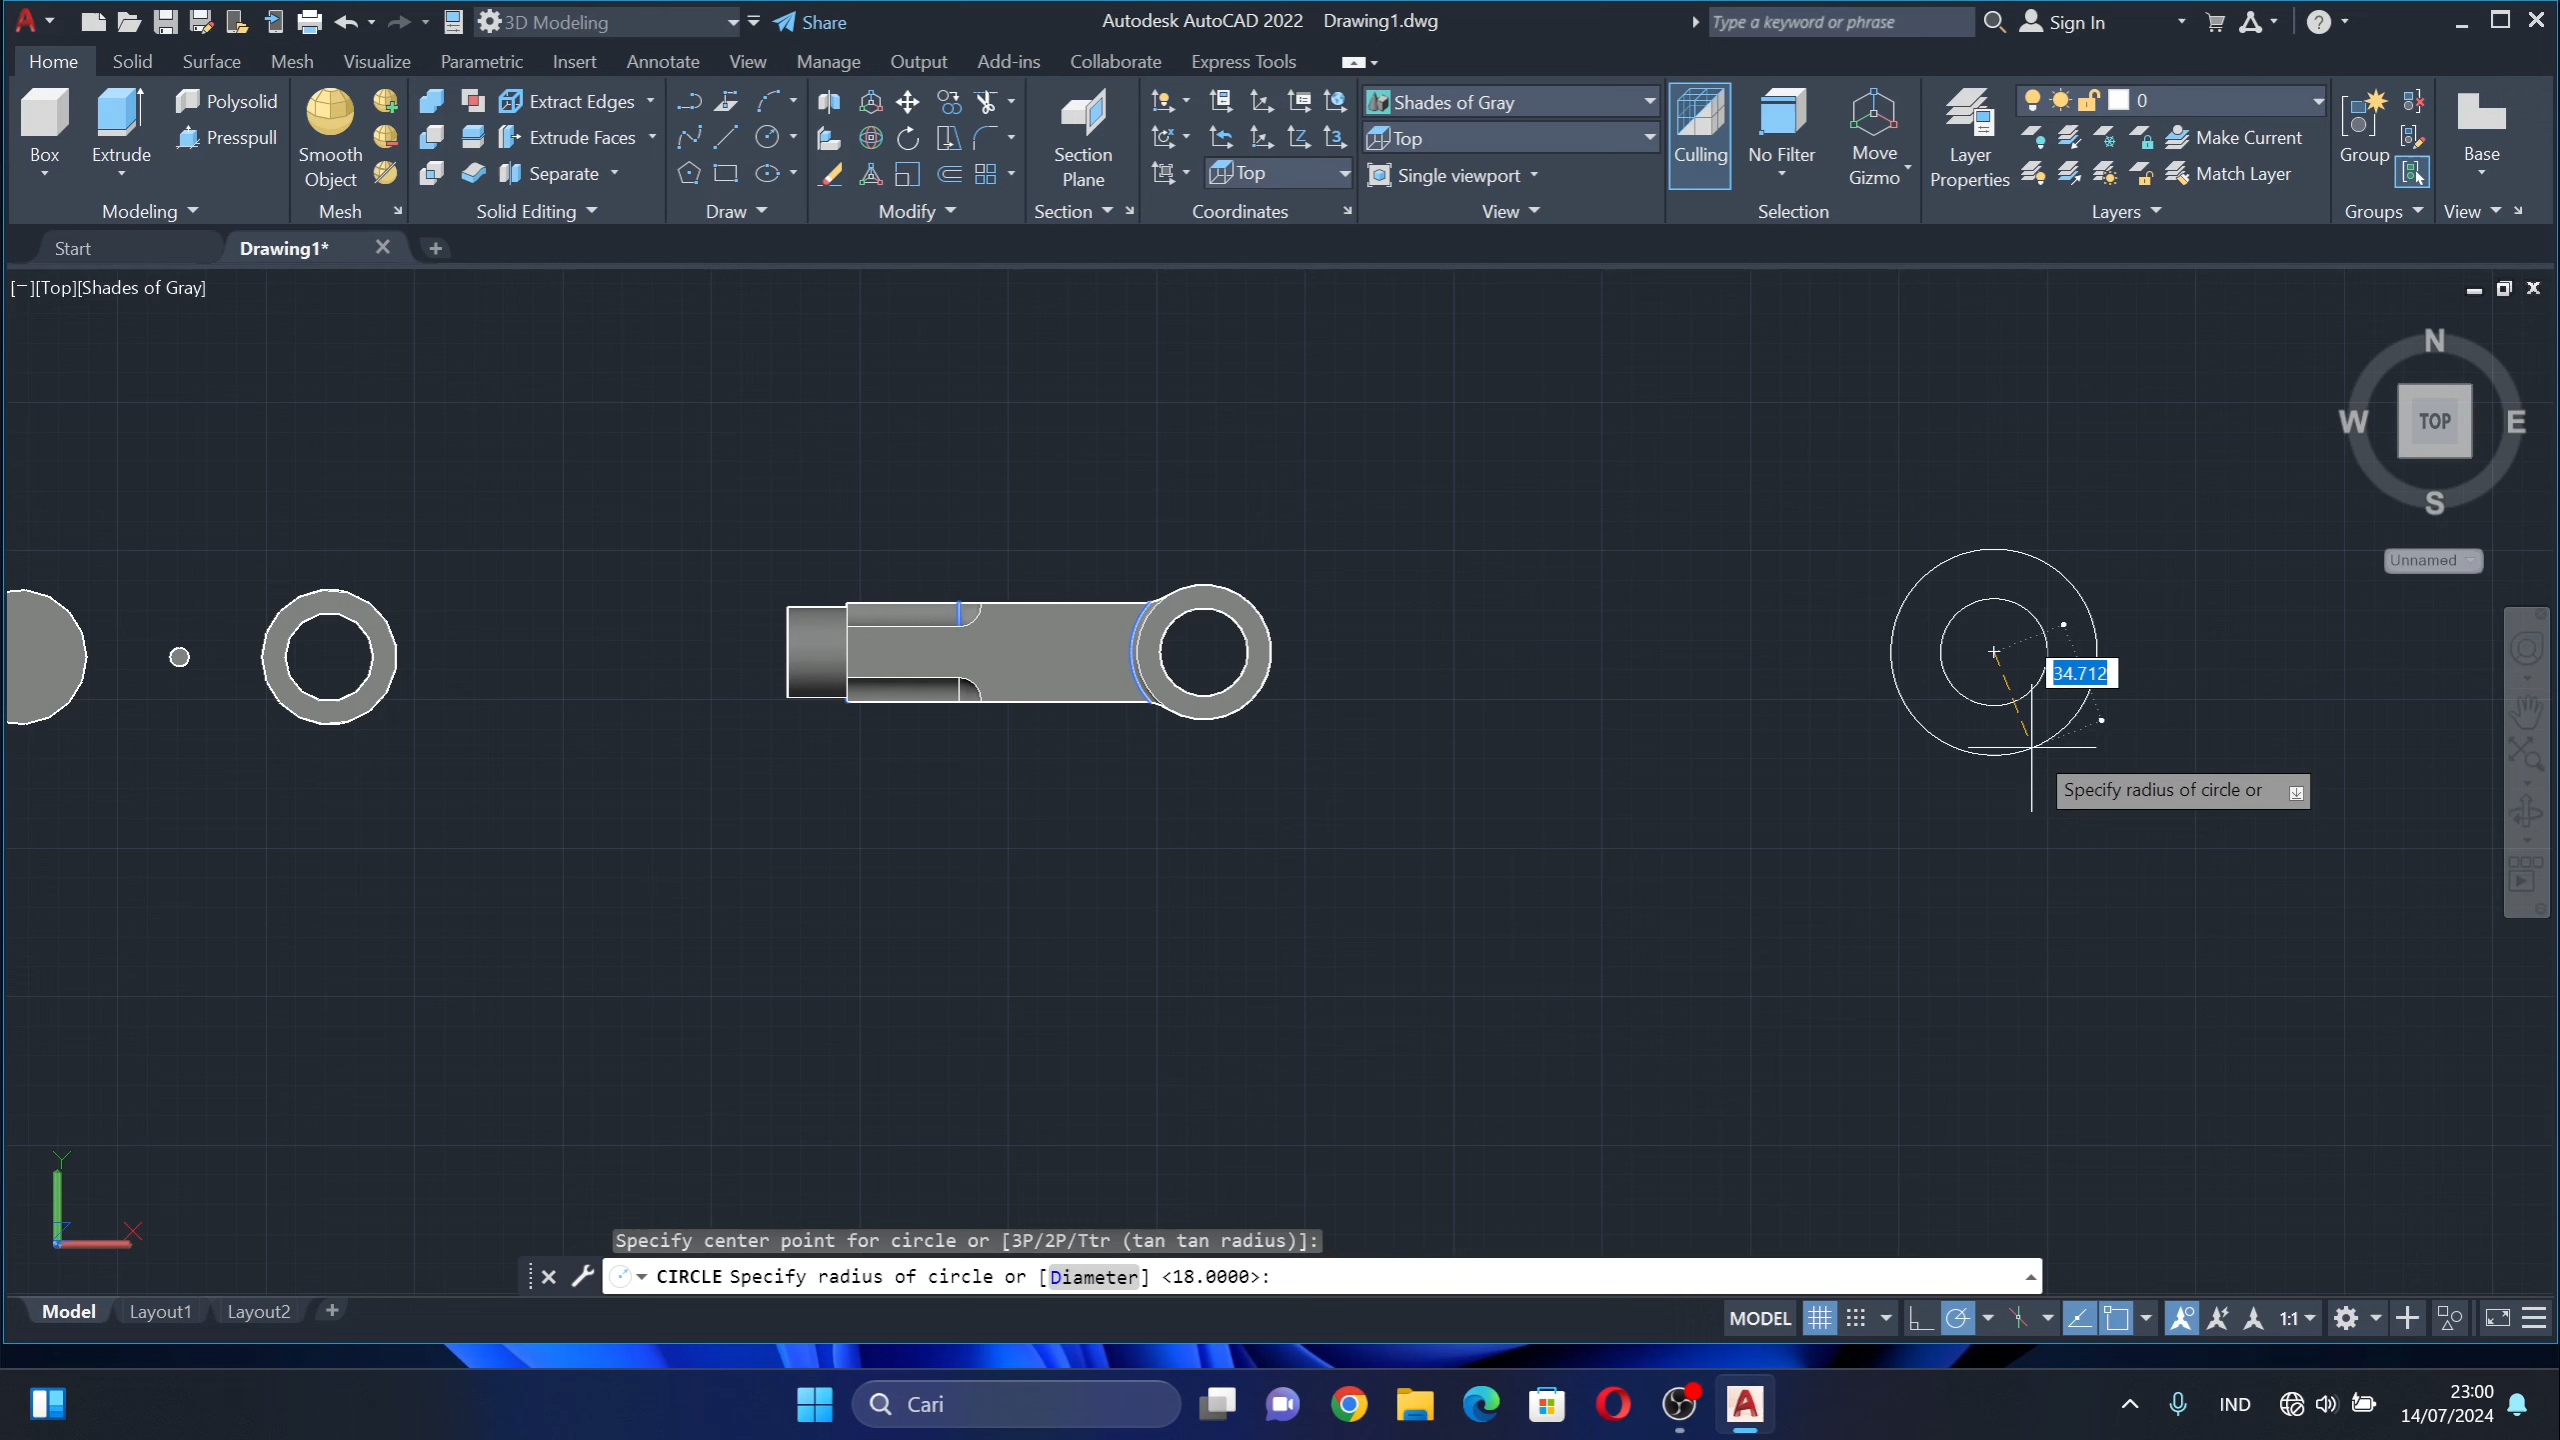 3D Modeling
Share
Autodesk AutoCAD 2022 Drawing1.dwg
Type a keyword or phrase
Sign In
Home Solid Surface Mesh Visualize Parametric Insert Annotate View Manage Output Add-ins Collaborate Express Tools
Box
Extrude
Polysolid
Presspull
Smooth
Object
Extract Edges
Extrude Faces
Separate
Section
Plane
Top
Shades of Gray
Top
Single viewport
Culling
No Filter
Move
Gizmo
Layer
Properties
0
Make Current
Match Layer
Group
Base
Modeling
Mesh
Solid Editing
Draw
Modify
Section
Coordinates
View
Selection
Layers
Groups
View
Start
Drawing1*
[−][Top][Shades of Gray]
N
W
TOP
E
S
Unnamed
34.712
Specify radius of circle or
Y
X
Specify center point for circle or [3P/2P/Ttr (tan tan radius)]:
CIRCLE Specify radius of circle or [Diameter] <18.0000>:
Model Layout1 Layout2
MODEL
1:1
Cari
IND
23:00
14/07/2024